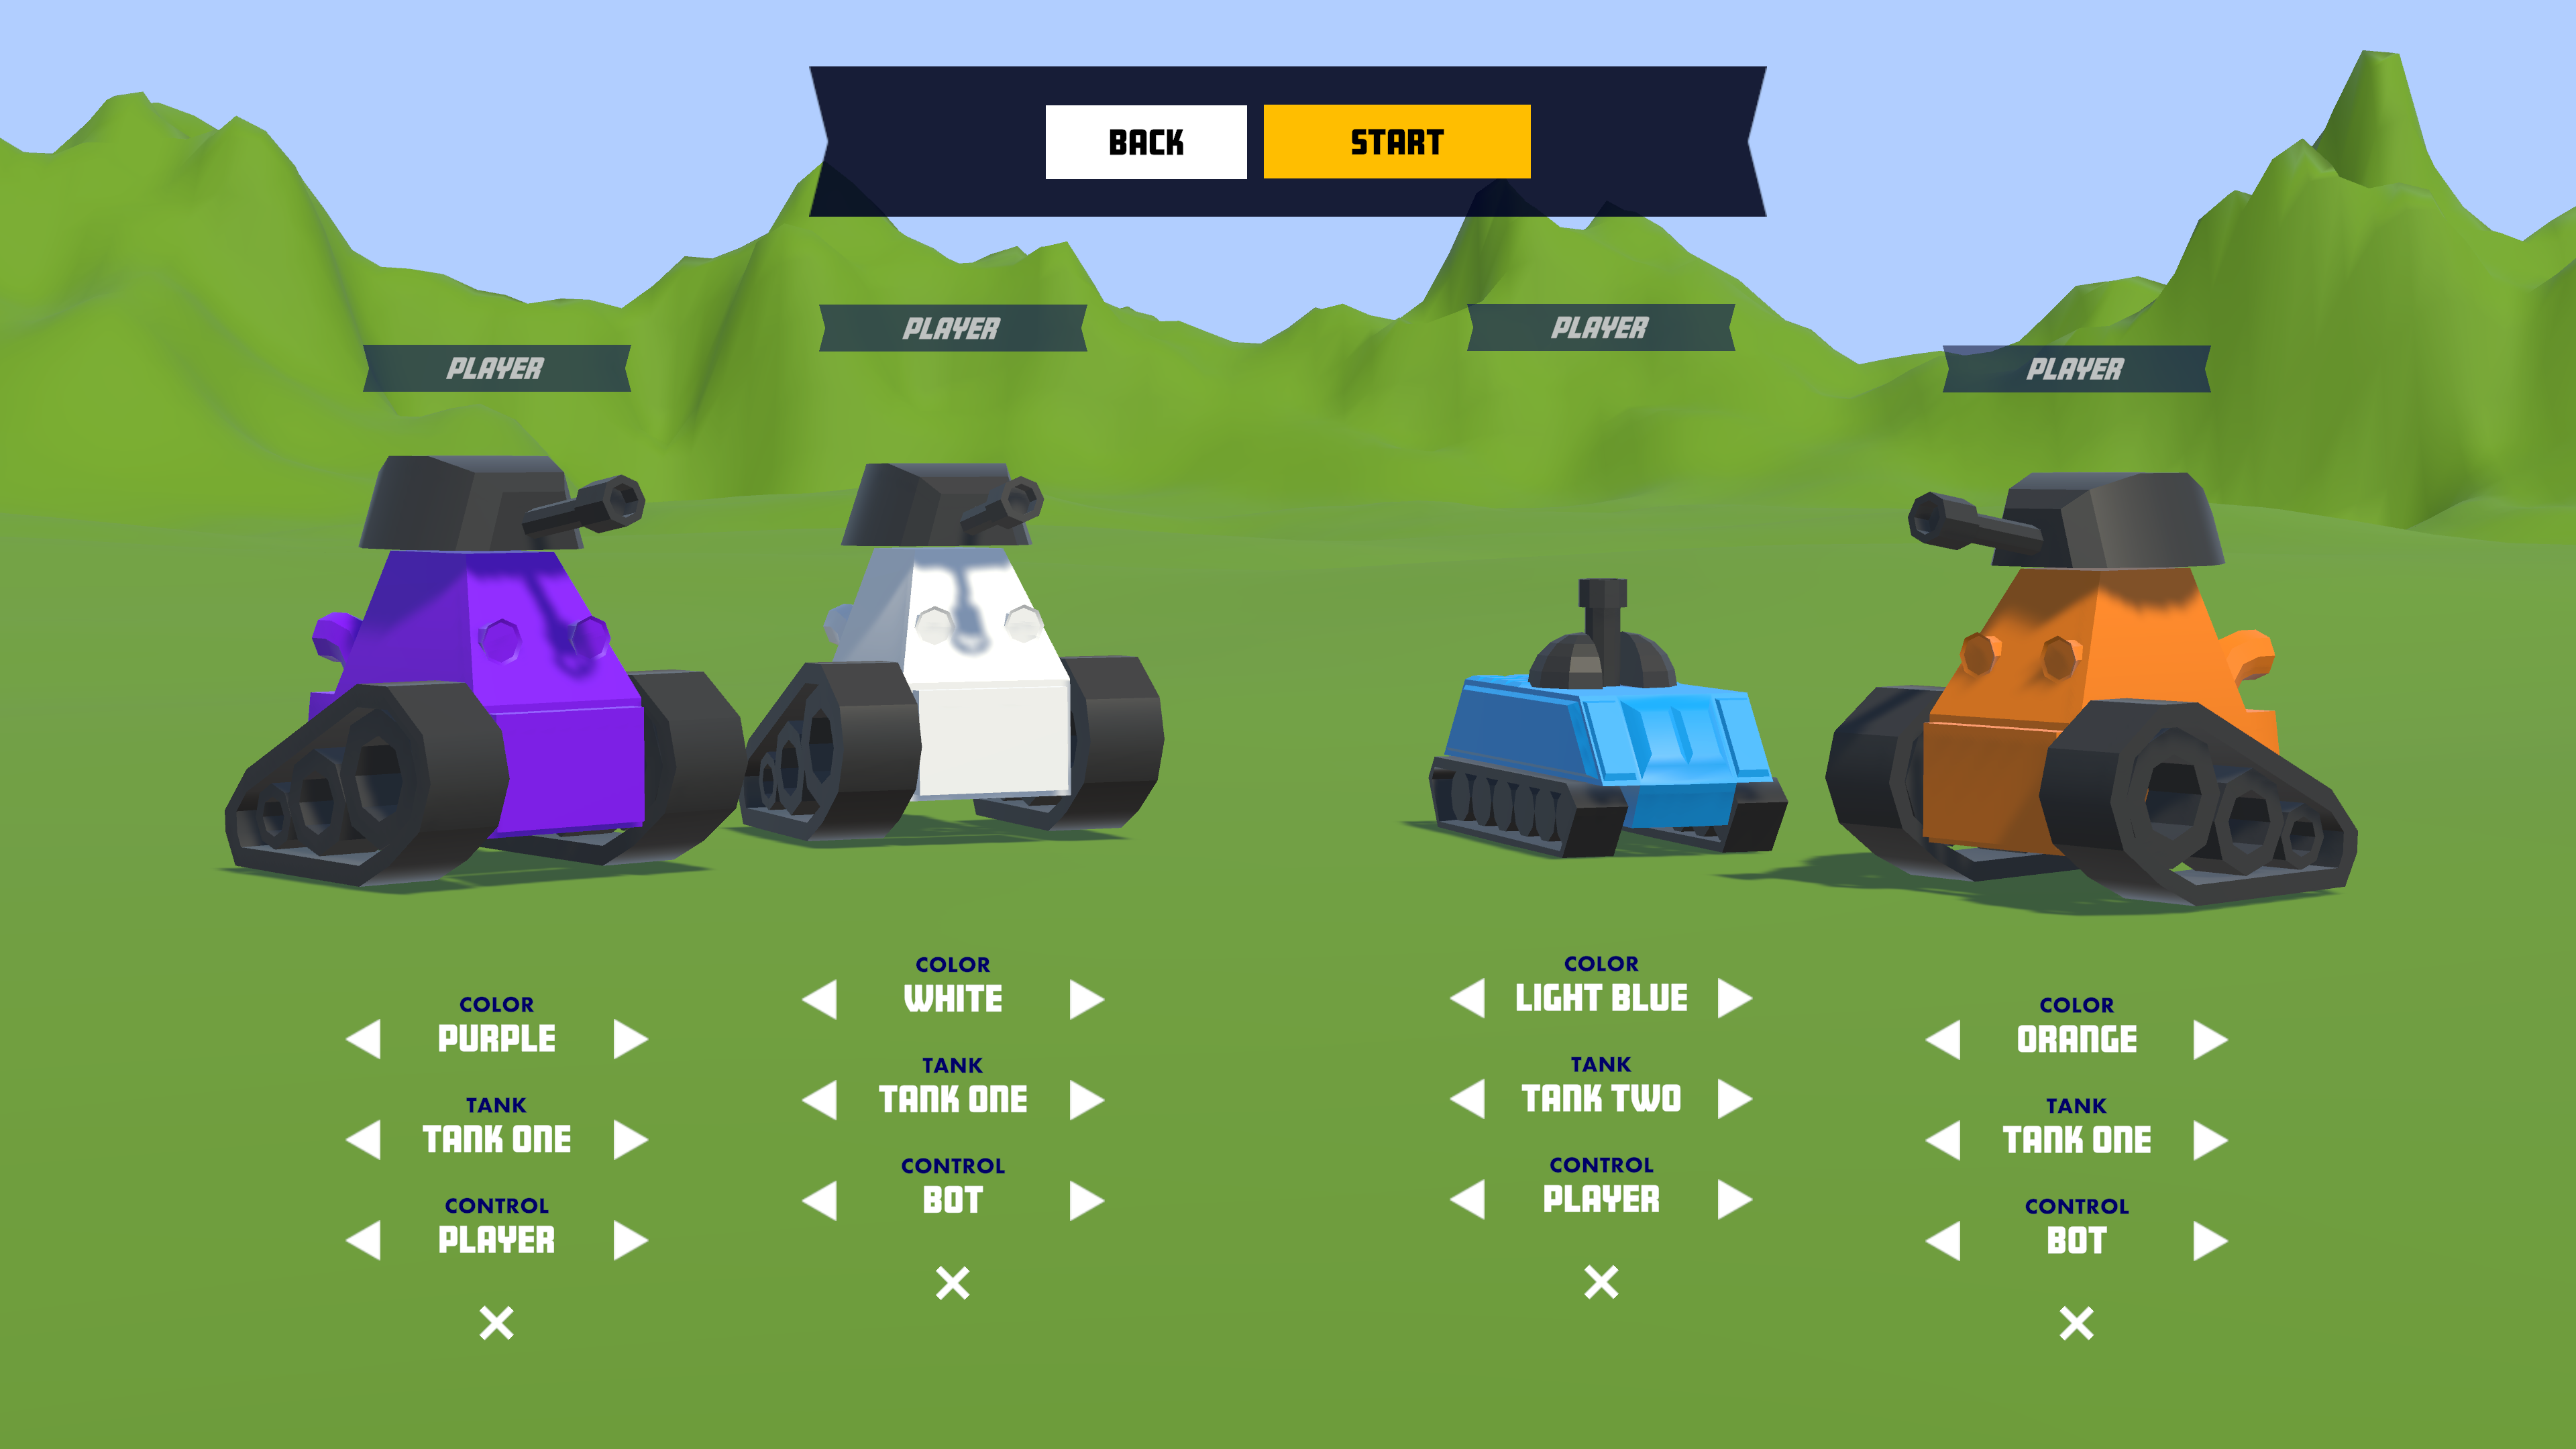 BACK
START
PLAYER
COLOR
PURPLE
TANK
TANK ONE
CONTROL
PLAYER
PLAYER
COLOR
WHITE
TANK
TANK ONE
CONTROL
BOT
PLAYER
COLOR
LIGHT BLUE
TANK
TANK TWO
CONTROL
PLAYER
PLAYER
COLOR
ORANGE
TANK
TANK ONE
CONTROL
BOT